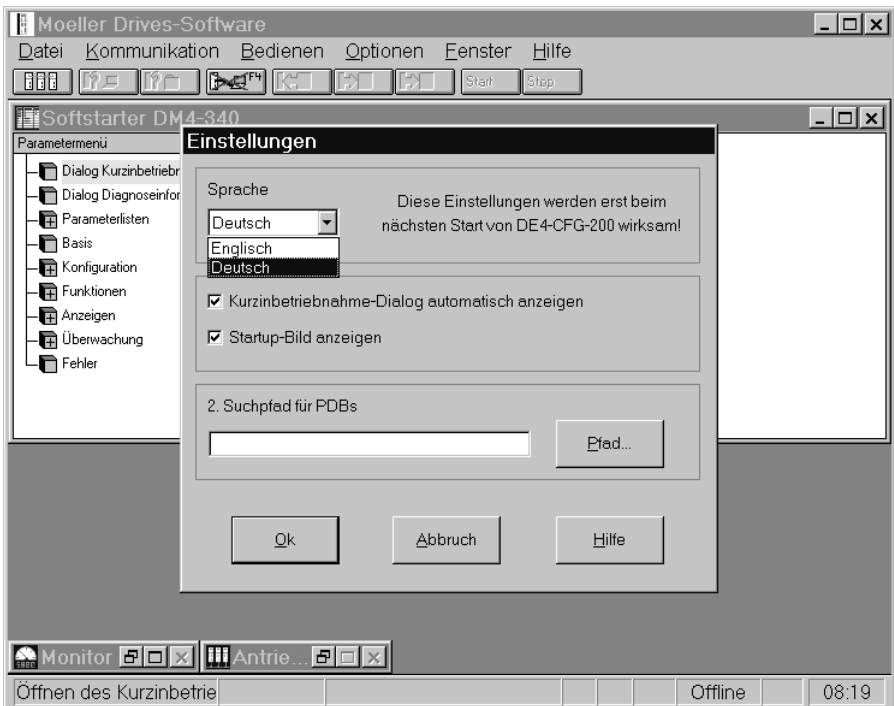 Moeller Drives-Software
Datei Kommunikation Bedienen Optionen Fenster Hilfe
F4 Start Stop
Softstarter DM4-340
Parametermenü
Dialog Kurzinbetriebr
Dialog Diagnoseinfor
Parameterlisten
Basis
Konfiguration
Funktionen
Anzeigen
Überwachung
Fehler
Einstellungen
Sprache
Deutsch
Englisch
Deutsch
Diese Einstellungen werden erst beim
nächsten Start von DE4-CFG-200 wirksam!
Kurzinbetriebnahme-Dialog automatisch anzeigen
Startup-Bild anzeigen
2. Suchpfad für PDBs
Pfad...
Ok Abbruch Hilfe
Monitor Antrie...
Öffnen des Kurzinbetrie Offline 08:19